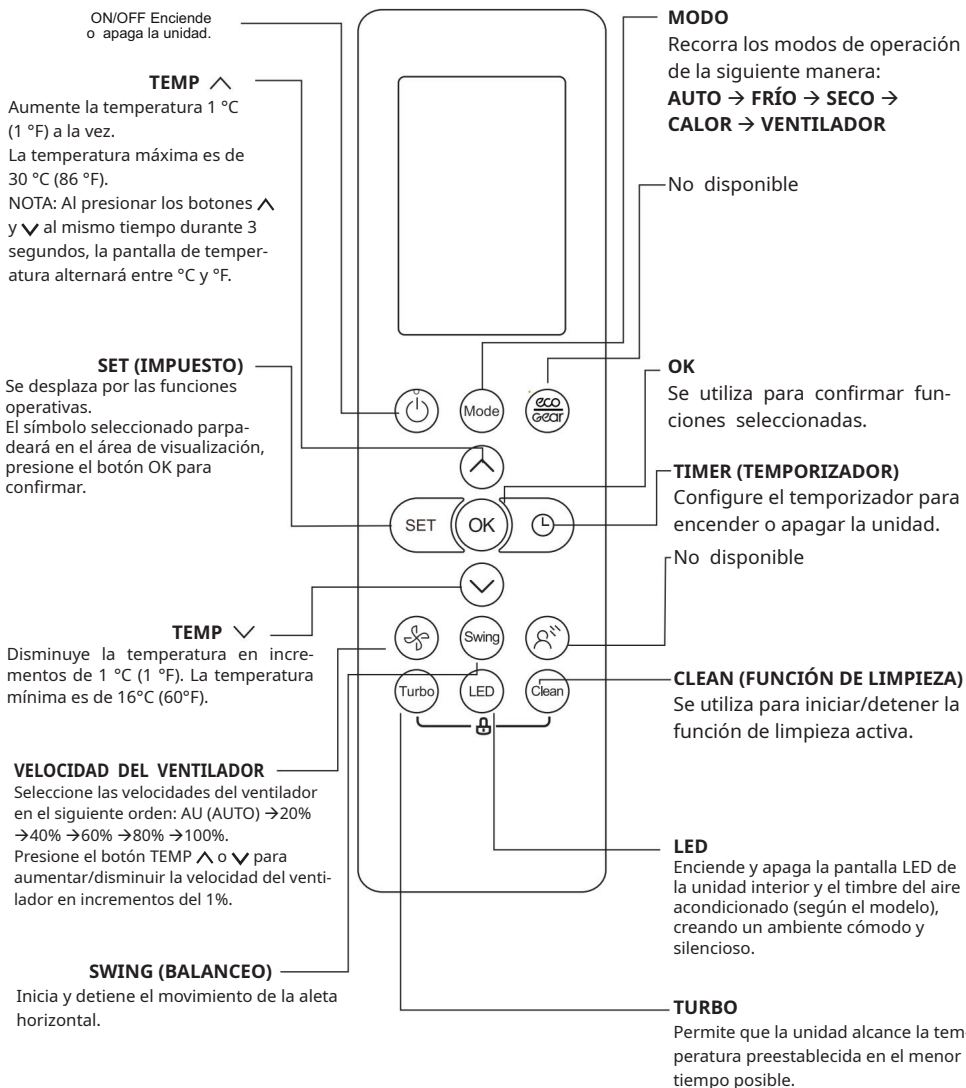 ON/OFF Enciende
o apaga la unidad.
TEMP ∧
Aumente la temperatura 1 °C
(1 °F) a la vez.
La temperatura máxima es de
30 °C (86 °F).
NOTA: Al presionar los botones ∧
y ∨ al mismo tiempo durante 3
segundos, la pantalla de temper-
atura alternará entre °C y °F.
SET (IMPUESTO)
Se desplaza por las funciones
operativas.
El símbolo seleccionado parpa-
deará en el área de visualización,
presione el botón OK para
confirmar.
TEMP ∨
Disminuye la temperatura en incre-
mentos de 1 °C (1 °F). La temperatura
mínima es de 16°C (60°F).
VELOCIDAD DEL VENTILADOR
Seleccione las velocidades del ventilador
en el siguiente orden: AU (AUTO) →20%
→40% →60% →80% →100%.
Presione el botón TEMP ∧ o ∨ para
aumentar/disminuir la velocidad del venti-
lador en incrementos del 1%.
SWING (BALANCEO)
Inicia y detiene el movimiento de la aleta
horizontal.
Mode
eco
Gear
SET
OK
Swing
Turbo
LED
Clean
MODO
Recorra los modos de operación
de la siguiente manera:
AUTO → FRÍO → SECO →
CALOR → VENTILADOR
No disponible
OK
Se utiliza para confirmar fun-
ciones seleccionadas.
TIMER (TEMPORIZADOR)
Configure el temporizador para
encender o apagar la unidad.
No disponible
CLEAN (FUNCIÓN DE LIMPIEZA)
Se utiliza para iniciar/detener la
función de limpieza activa.
LED
Enciende y apaga la pantalla LED de
la unidad interior y el timbre del aire
acondicionado (según el modelo),
creando un ambiente cómodo y
silencioso.
TURBO
Permite que la unidad alcance la tem-
peratura preestablecida en el menor
tiempo posible.